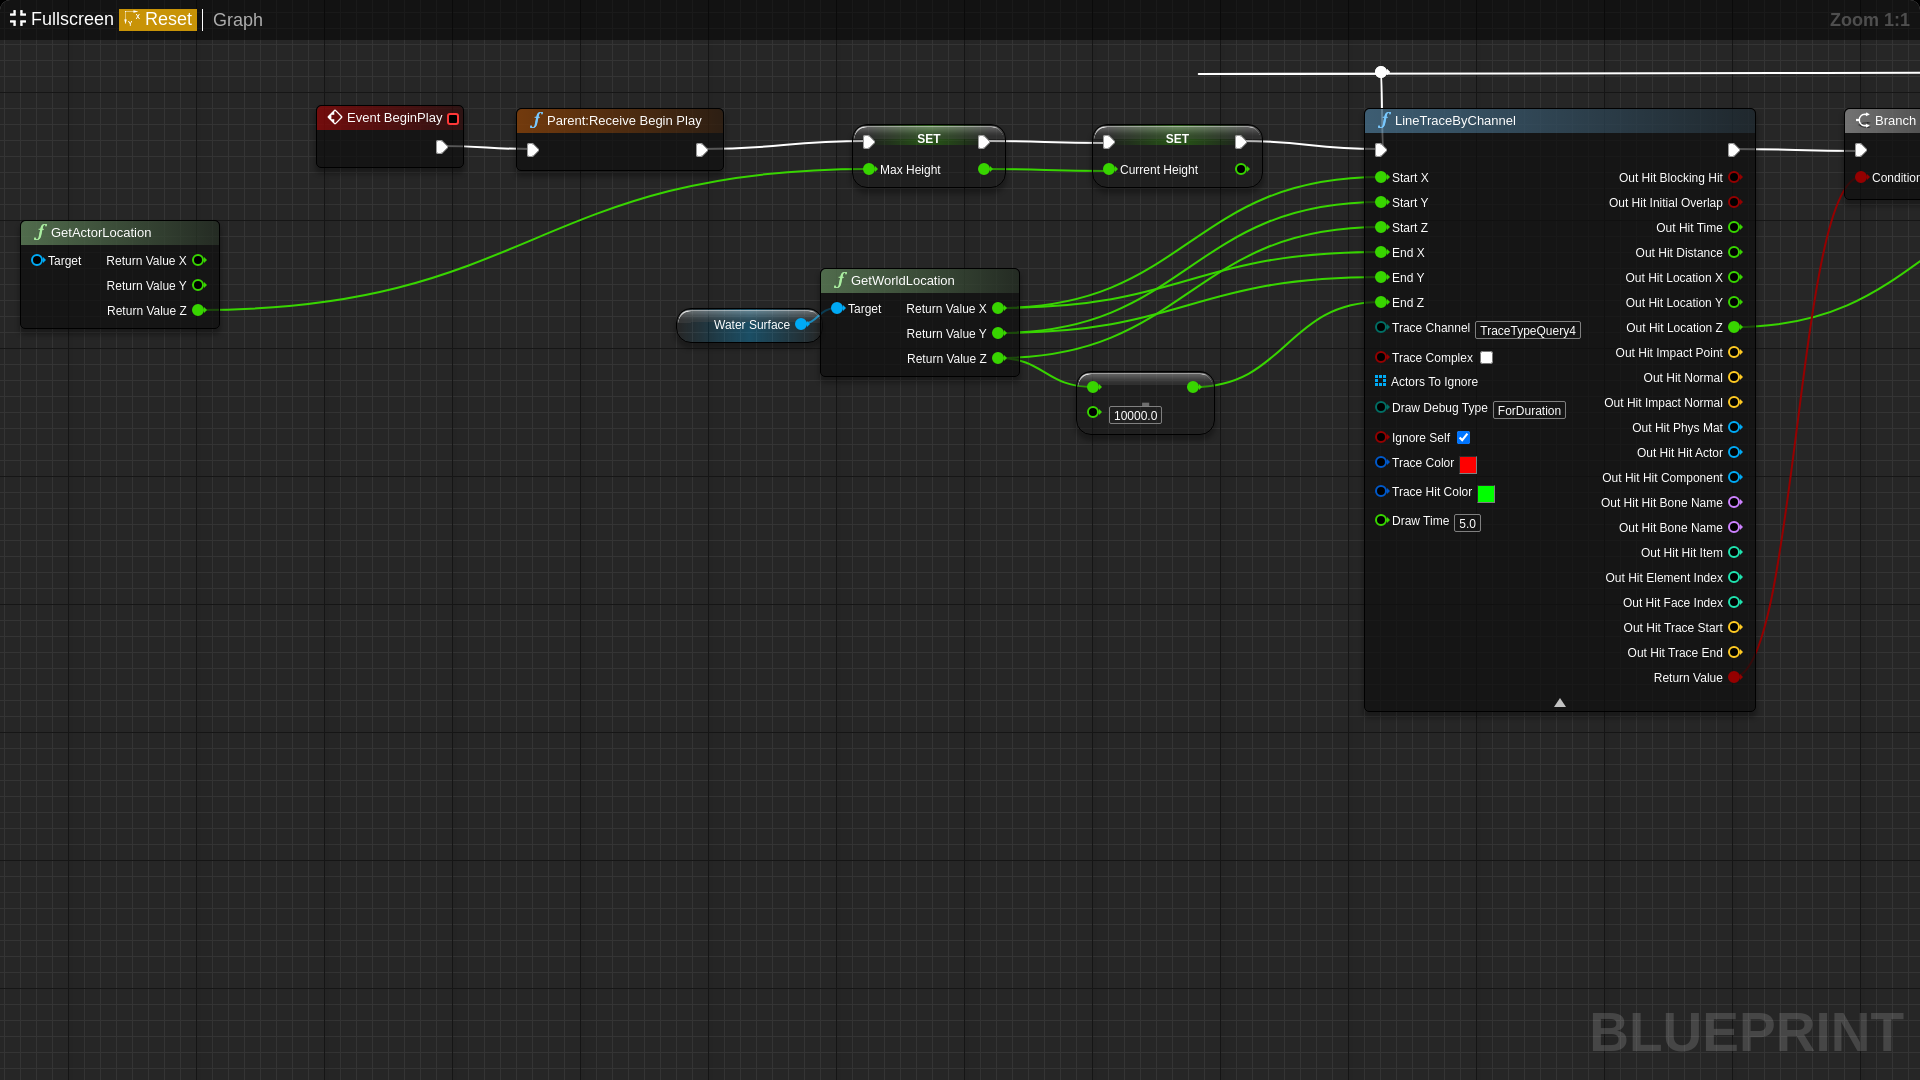 Fullscreen Reset Graph Zoom 1:1
Event BeginPlay
Parent:Receive Begin Play
SET
Max Height
SET
Current Height
GetActorLocation
Target Return Value X
Return Value Y
Return Value Z
Water Surface
GetWorldLocation
Target Return Value X
Return Value Y
Return Value Z
10000.0
LineTraceByChannel
Start X Out Hit Blocking Hit
Start Y Out Hit Initial Overlap
Start Z Out Hit Time
End X Out Hit Distance
End Y Out Hit Location X
End Z Out Hit Location Y
Trace Channel TraceTypeQuery4 Out Hit Location Z
Trace Complex Out Hit Impact Point
Actors To Ignore Out Hit Normal
Draw Debug Type ForDuration Out Hit Impact Normal
Out Hit Phys Mat
Ignore Self Out Hit Hit Actor
Trace Color Out Hit Hit Component
Trace Hit Color Out Hit Hit Bone Name
Draw Time 5.0 Out Hit Bone Name
Out Hit Hit Item
Out Hit Element Index
Out Hit Face Index
Out Hit Trace Start
Out Hit Trace End
Return Value
Branch
Condition
BLUEPRINT